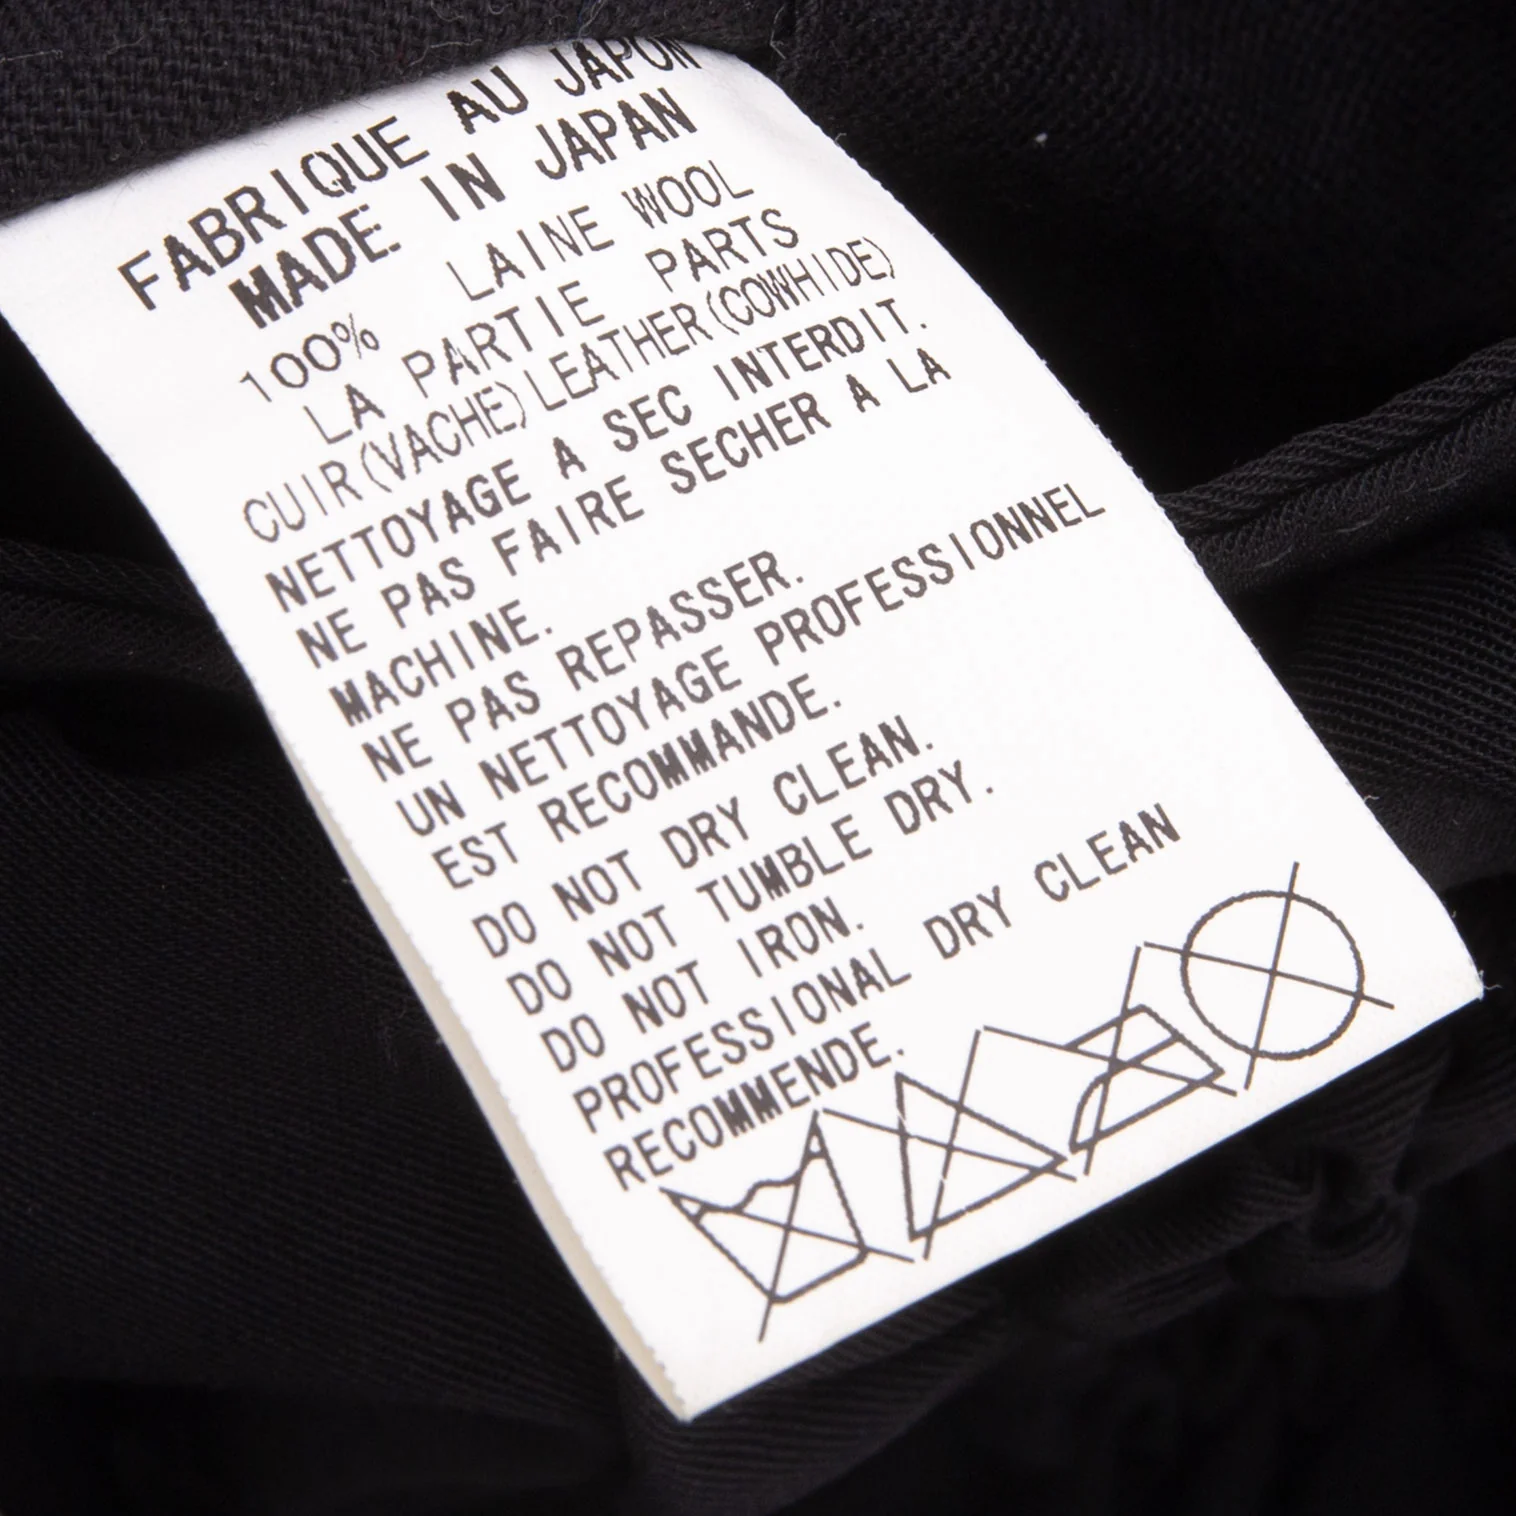 FABRIQUE AU JAPON
MADE IN JAPAN
100% LAINE WOOL
LA PARTIE PARTS
CUIR(VACHE)LEATHER(COWHIDE)
NETTOYAGE A SEC INTERDIT.
NE PAS FAIRE SECHER A LA
MACHINE.
NE PAS REPASSER.
UN NETTOYAGE PROFESSIONNEL
EST RECOMMANDE.
DO NOT DRY CLEAN.
DO NOT TUMBLE DRY.
DO NOT IRON.
PROFESSIONAL DRY CLEAN
RECOMMENDE.